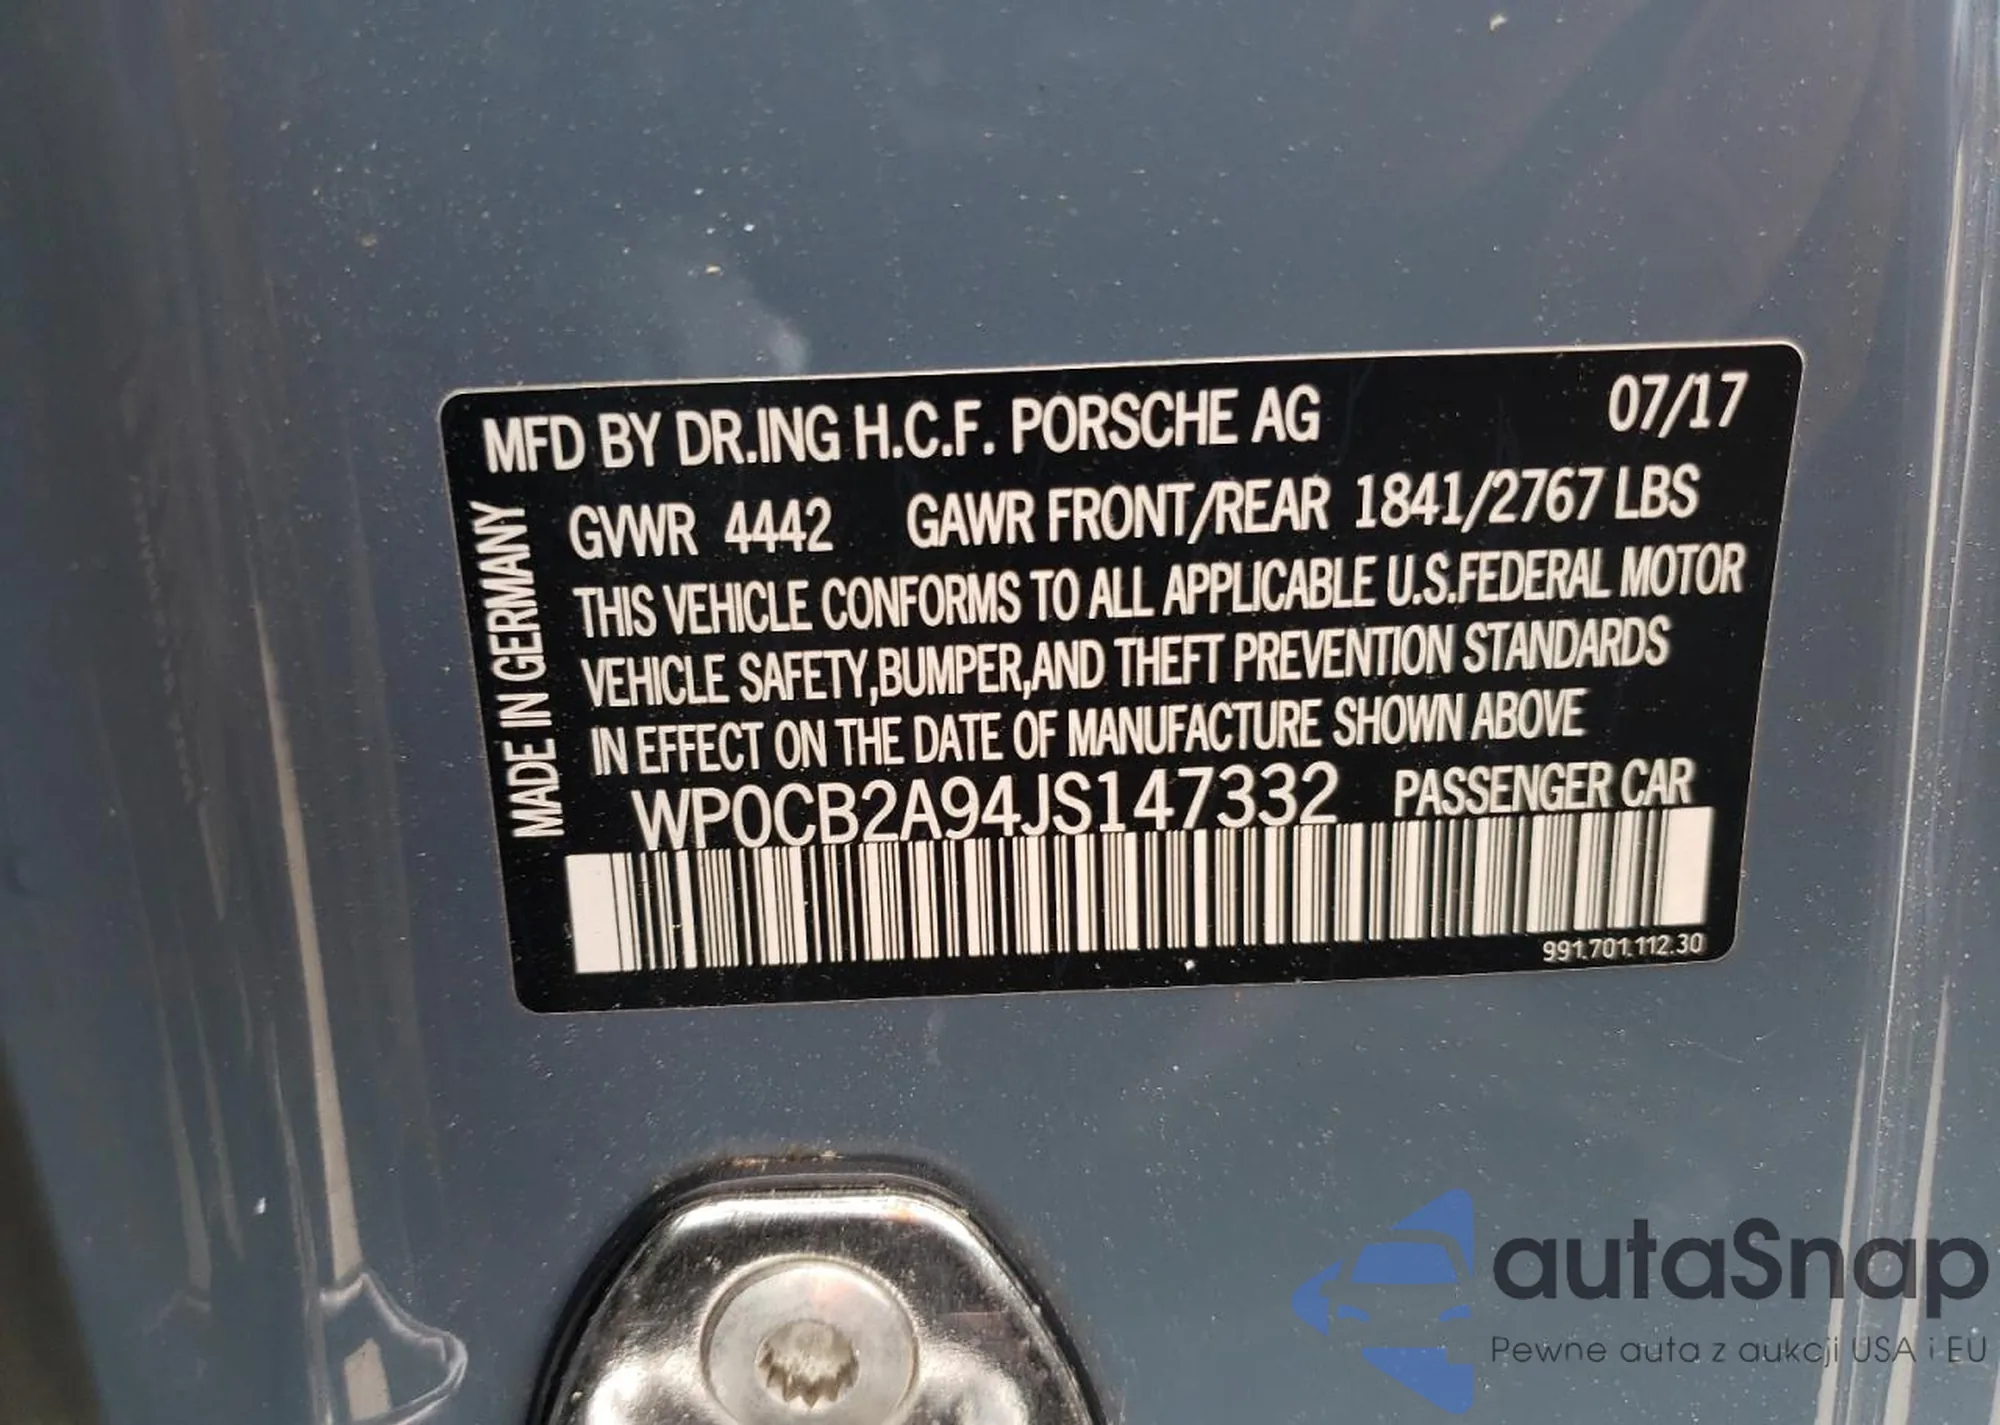 MFD BY DR.ING H.C.F. PORSCHE AG 07/17
MADE IN GERMANY
GVWR 4442 GAWR FRONT/REAR 1841/2767 LBS
THIS VEHICLE CONFORMS TO ALL APPLICABLE U.S.FEDERAL MOTOR
VEHICLE SAFETY,BUMPER,AND THEFT PREVENTION STANDARDS
IN EFFECT ON THE DATE OF MANUFACTURE SHOWN ABOVE
WP0CB2A94JS147332 PASSENGER CAR
991.701.112.30
autaSnap
Pewne auta z aukcji USA i EU